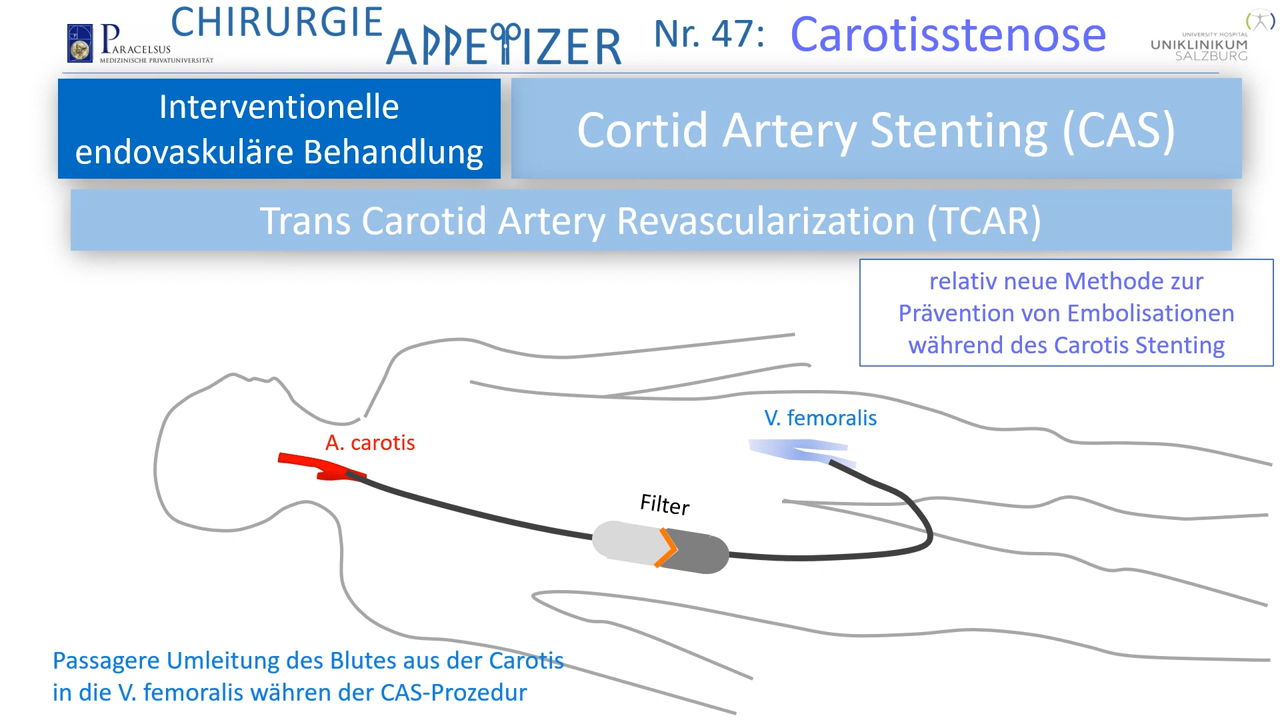 PARACELSUS
MEDIZINISCHE PRIVATUNIVERSITÄT
CHIRURGIE
APPETIZER
Nr. 47: Carotisstenose
UNIVERSITY HOSPITAL
UNIKLINIKUM
SALZBURG
Interventionelle
endovaskuläre Behandlung
Cortid Artery Stenting (CAS)
Trans Carotid Artery Revascularization (TCAR)
relativ neue Methode zur
Prävention von Embolisationen
während des Carotis Stenting
V. femoralis
A. carotis
Filter
Passagere Umleitung des Blutes aus der Carotis
in die V. femoralis währen der CAS-Prozedur